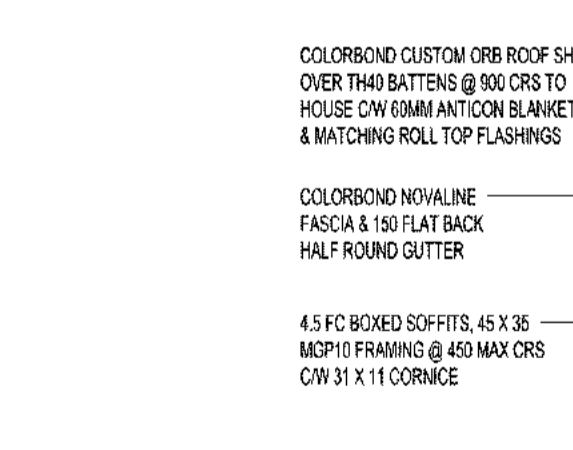 COLORBOND CUSTOM ORB ROOF SH
OVER TH40 BATTENS @ 900 CRS TO
HOUSE C/W 60MM ANTICON BLANKET
& MATCHING ROLL TOP FLASHINGS
COLORBOND NOVALINE
FASCIA & 150 FLAT BACK
HALF ROUND GUTTER
4.5 FC BOXED SOFFITS, 45 X 35
MGP10 FRAMING @ 450 MAX CRS
C/W 31 X 11 CORNICE